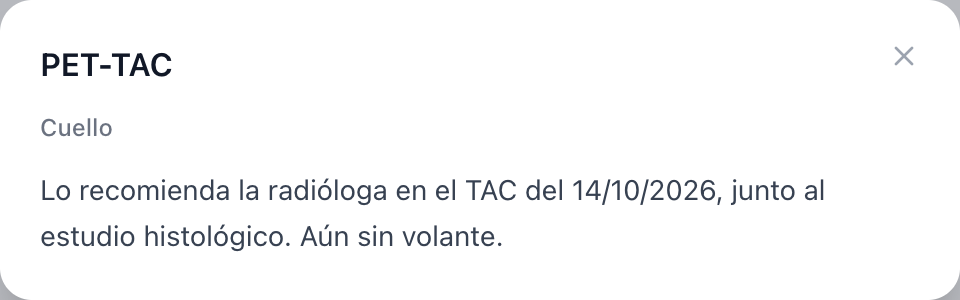 PET-TAC
Cuello
Lo recomienda la radióloga en el TAC del 14/10/2026, junto al
estudio histológico. Aún sin volante.